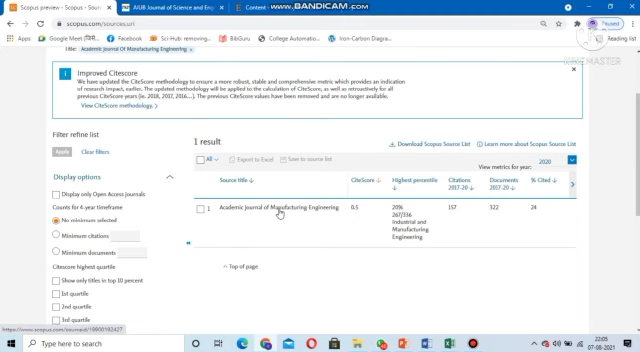 www.BANDICAM.com
Scopus preview - Scopus - Sour
AIUB Journal of Science and Eng
Content -
scopus.com/sources.uri
Paused
Apps
Google Meet
Facebook
Sci-Hub: removing...
BibGuru
College Automatio...
Iron-Carbon Diagra...
Reading list
KINEMASTER
Title:
Academic Journal Of Manufacturing Engineering ×
Improved Citescore
We have updated the CiteScore methodology to ensure a more robust, stable and comprehensive metric which provides an indication
of research impact, earlier. The updated methodology will be applied to the calculation of CiteScore, as well as retroactively for
all previous CiteScore years (ie. 2018, 2017, 2016...). The previous CiteScore values have been removed and are no longer available.
View CiteScore methodology.
Filter refine list
Apply
Clear filters
Display options
Display only Open Access Journals
Counts for 4-year timeframe
No minimum selected
Minimum citations
Minimum documents
Citescore highest quartile
Show only titles in top 10 percent
1st quartile
2nd quartile
3rd quartile
1 result
Download Scopus Source List
Learn more about Scopus Source List
All
Export to Excel
Save to source list
View metrics for year:
2020
Source title
CiteScore
Highest percentile
Citations
2017-20
Documents
2017-20
% Cited
1
Academic Journal of Manufacturing Engineering
0.5
20%
267/336
Industrial and
Manufacturing
Engineering
157
322
24
Top of page
Type here to search
22:05
07-08-2021